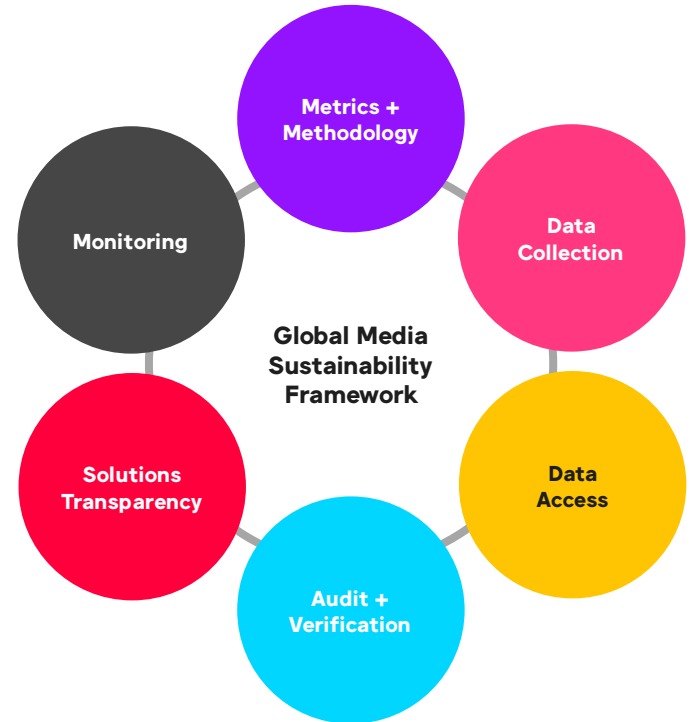 Metrics +
Methodology
Monitoring
Data
Collection
Global Media
Sustainability
Framework
Solutions
Transparency
Data
Access
Audit +
Verification